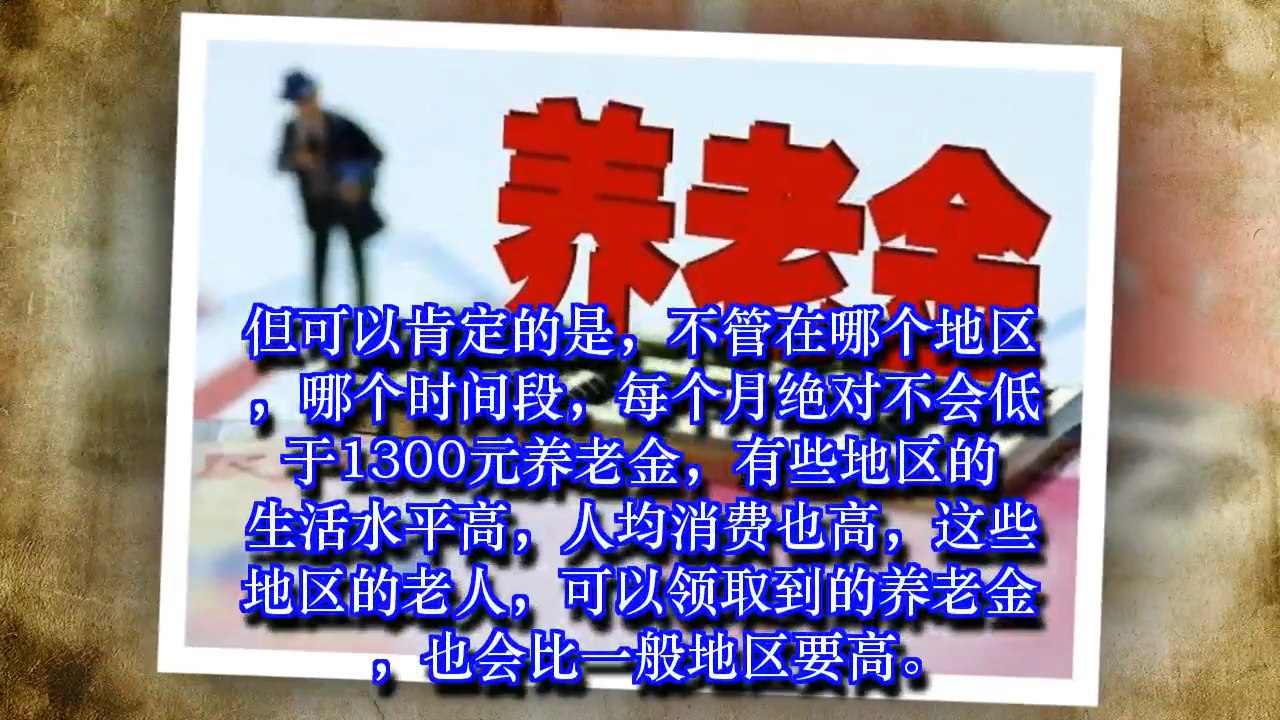 养老金
但可以肯定的是，不管在哪个地区
，哪个时间段，每个月绝对不会低
于1300元养老金，有些地区的
生活水平高，人均消费也高，这些
地区的老人，可以领取到的养老金
，也会比一般地区要高。